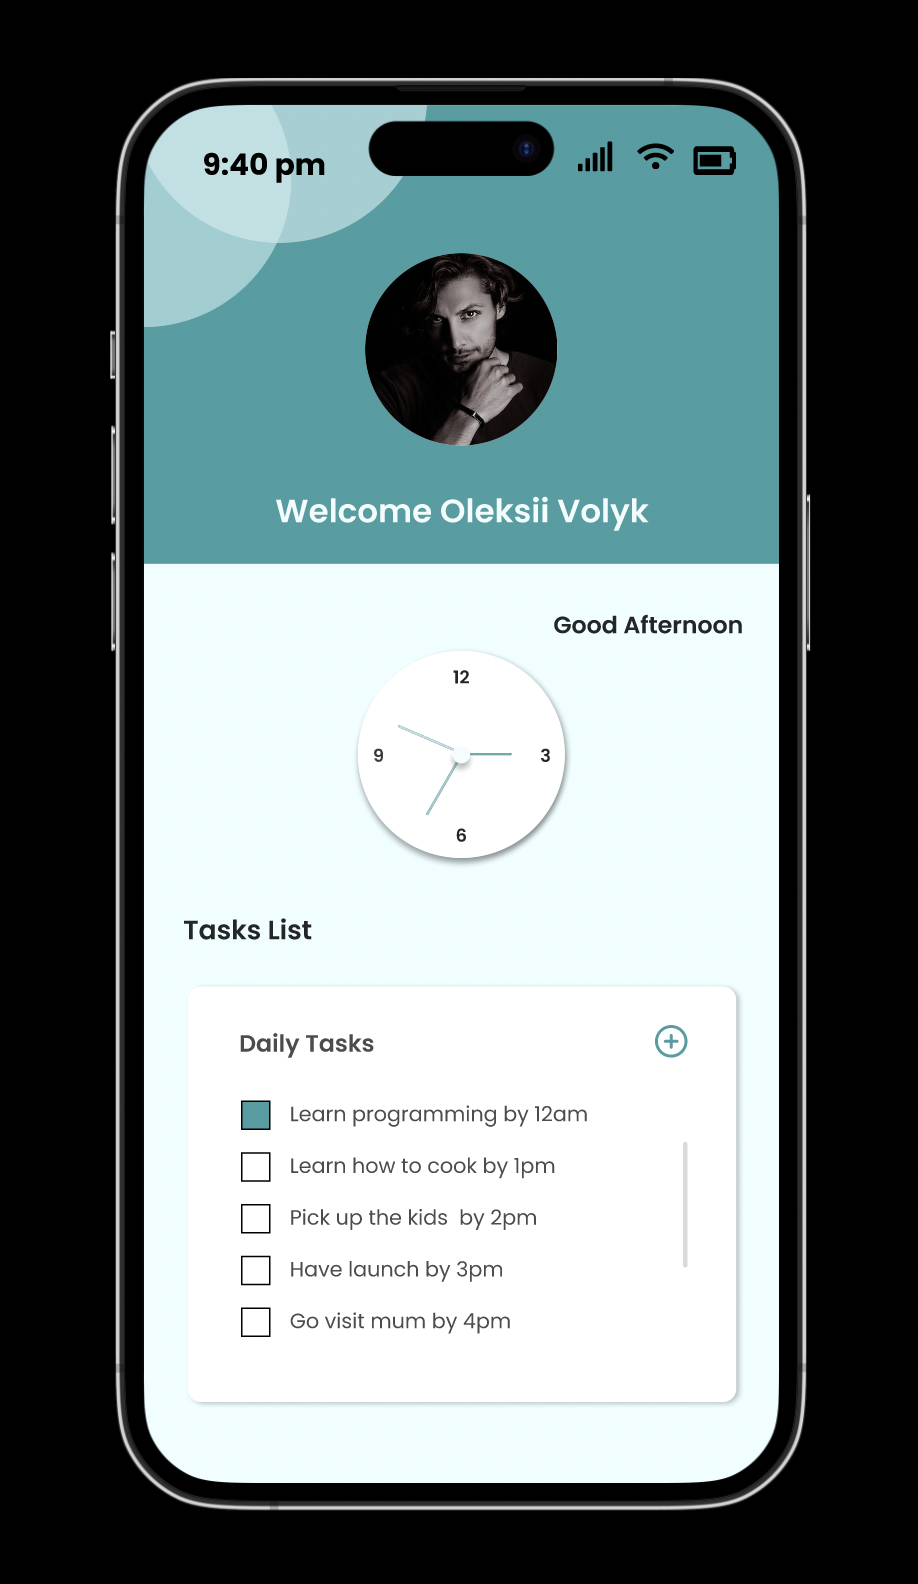 9:40 pm
Welcome Oleksii Volyk
Good Afternoon
12
9
3
6
Tasks List
Daily Tasks
Learn programming by 12am
Learn how to cook by 1pm
Pick up the kids  by 2pm
Have launch by 3pm
Go visit mum by 4pm